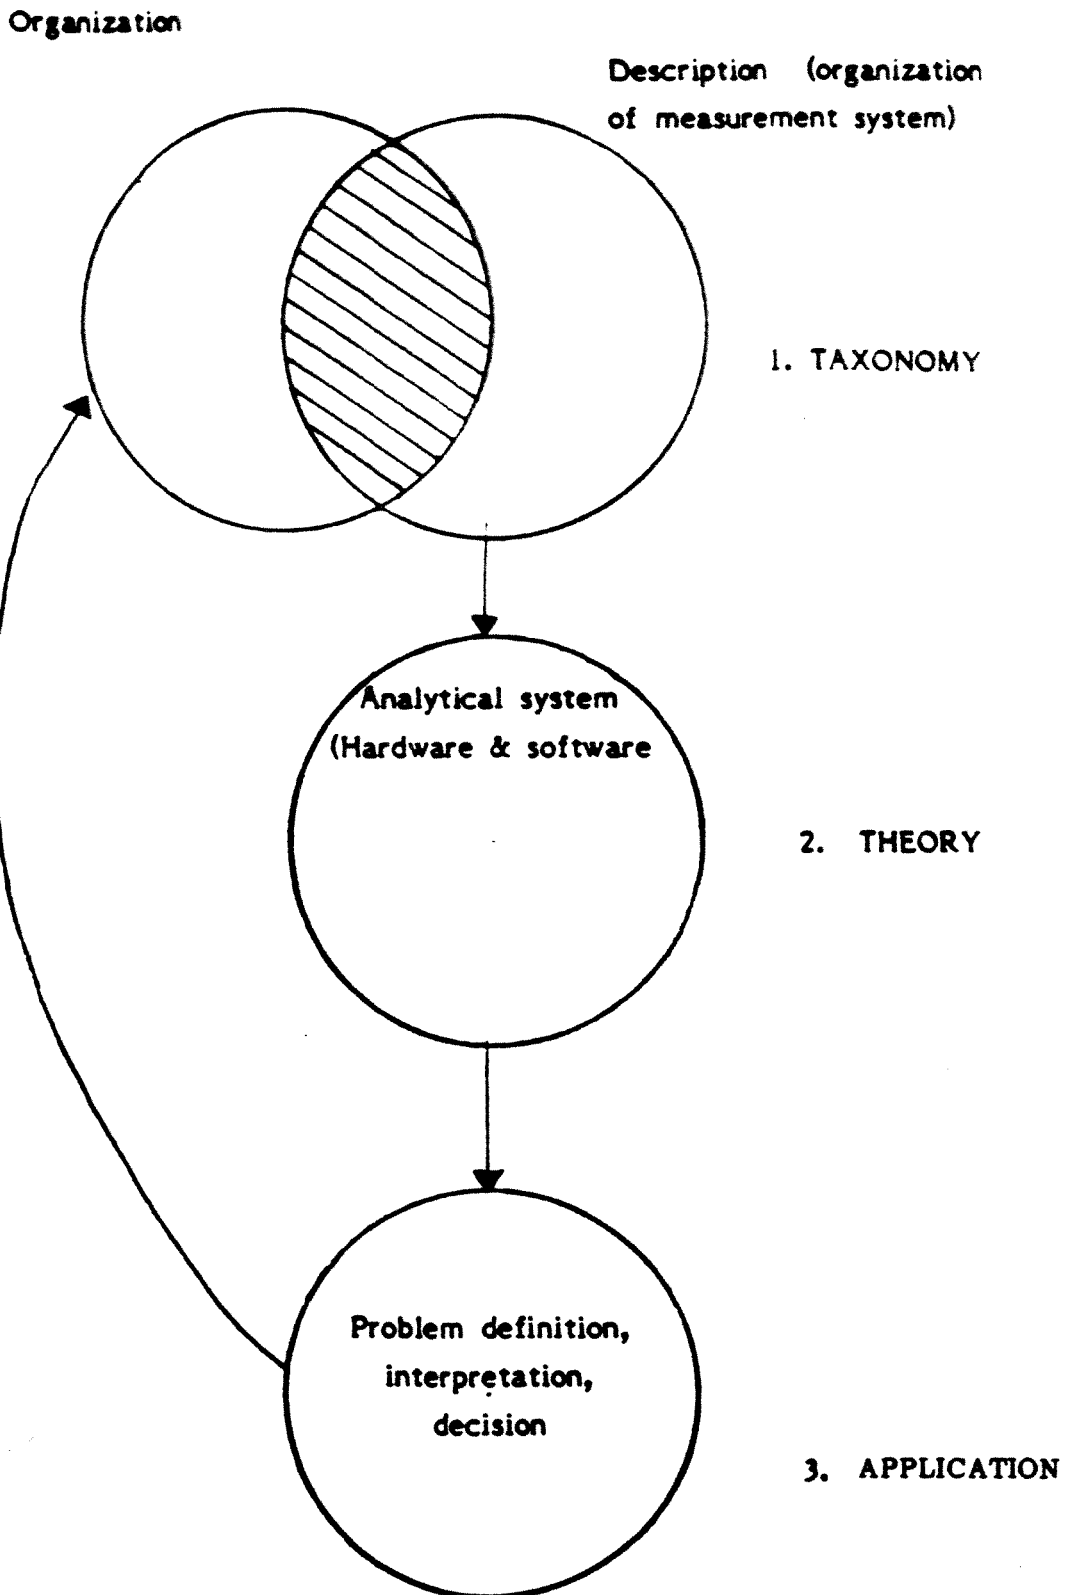 Organization
Description (organization
of measurement system)
1. TAXONOMY
Analytical system
(Hardware & software
2. THEORY
Problem definition,
interpretation,
decision
3. APPLICATION